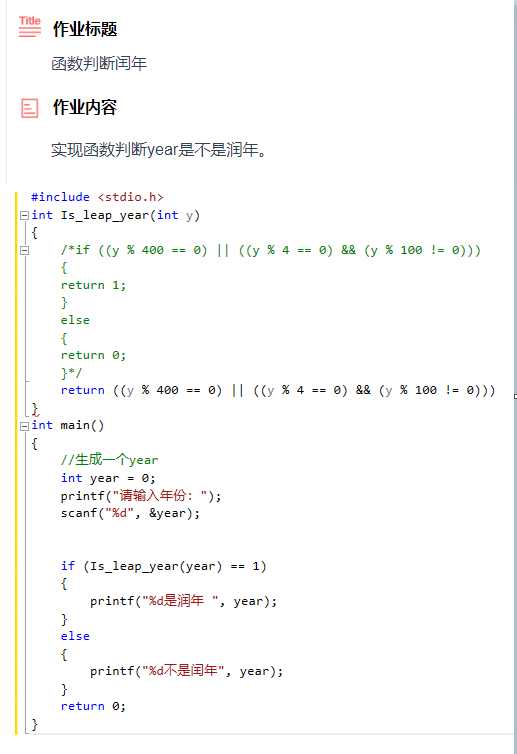 Title 作业标题
函数判断闰年
作业内容
实现函数判断year是不是润年。
#include <stdio.h>
int Is_leap_year(int y)
{
/*if ((y % 400 == 0) || ((y % 4 == 0) && (y % 100 != 0)))
{
return 1;
}
else
{
return 0;
}*/
return ((y % 400 == 0) || ((y % 4 == 0) && (y % 100 != 0)))
}
int main()
{
//生成一个year
int year = 0;
printf("请输入年份: ");
scanf("%d", &year);
if (Is_leap_year(year) == 1)
{
printf("%d是润年 ", year);
}
else
{
printf("%d不是闰年", year);
}
return 0;
}